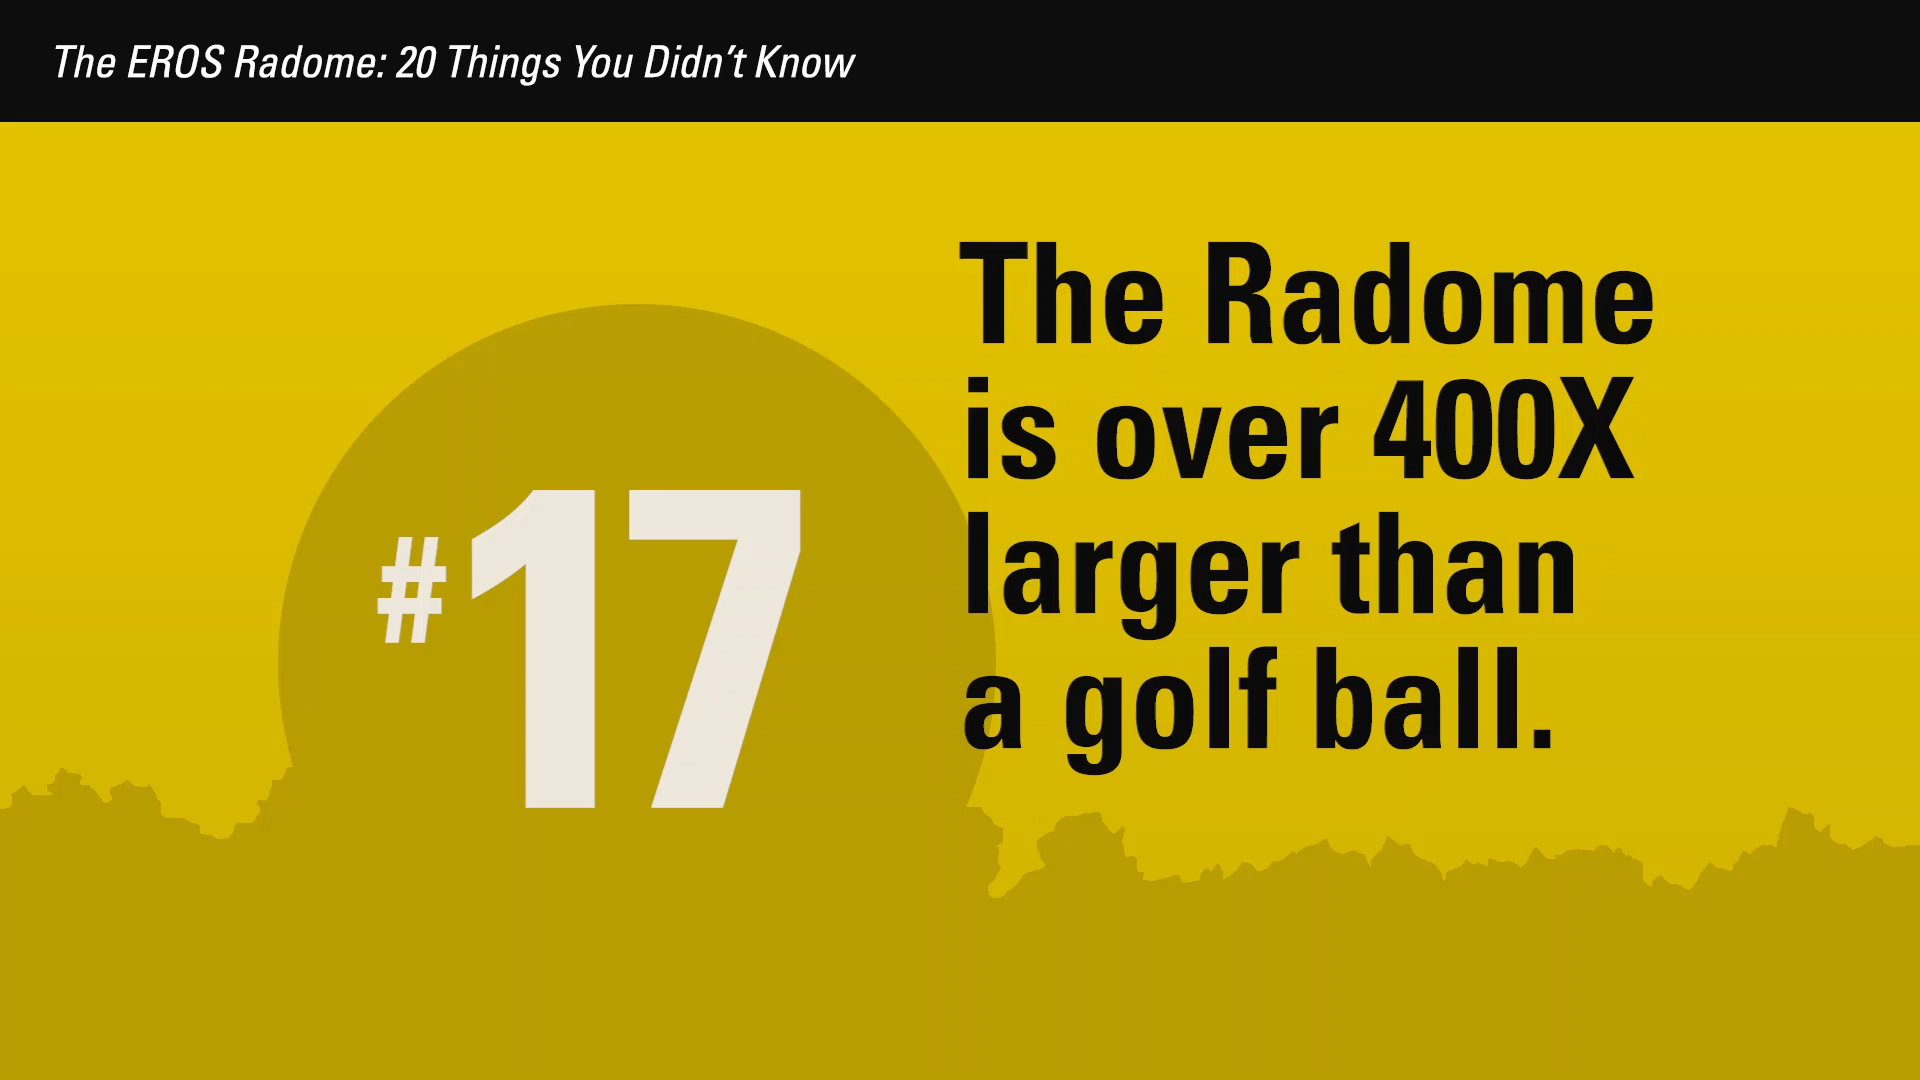 The EROS Radome: 20 Things You Didn’t Know
#17
The Radome
is over 400X
larger than
a golf ball.